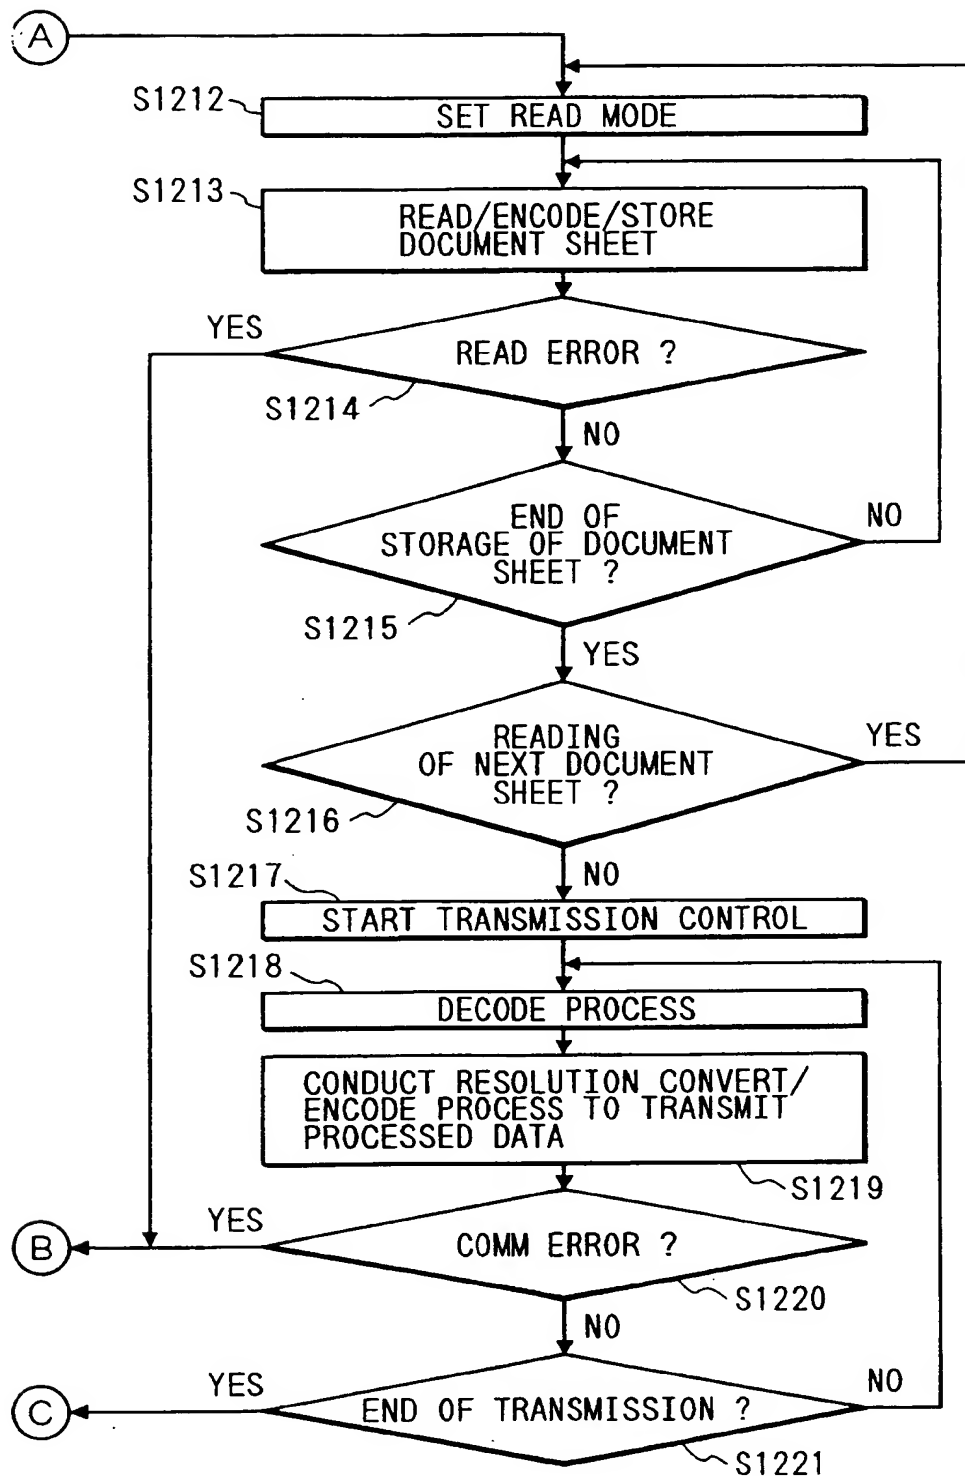 A
S1212
SET READ MODE
S1213
READ/ENCODE/STORE
DOCUMENT SHEET
YES
READ ERROR ?
S1214
NO
END OF
STORAGE OF DOCUMENT
SHEET ?
NO
S1215
YES
READING
OF NEXT DOCUMENT
SHEET ?
YES
S1216
NO
S1217
START TRANSMISSION CONTROL
S1218
DECODE PROCESS
CONDUCT RESOLUTION CONVERT/
ENCODE PROCESS TO TRANSMIT
PROCESSED DATA
S1219
YES
B
COMM ERROR ?
S1220
NO
YES
NO
C
END OF TRANSMISSION ?
S1221